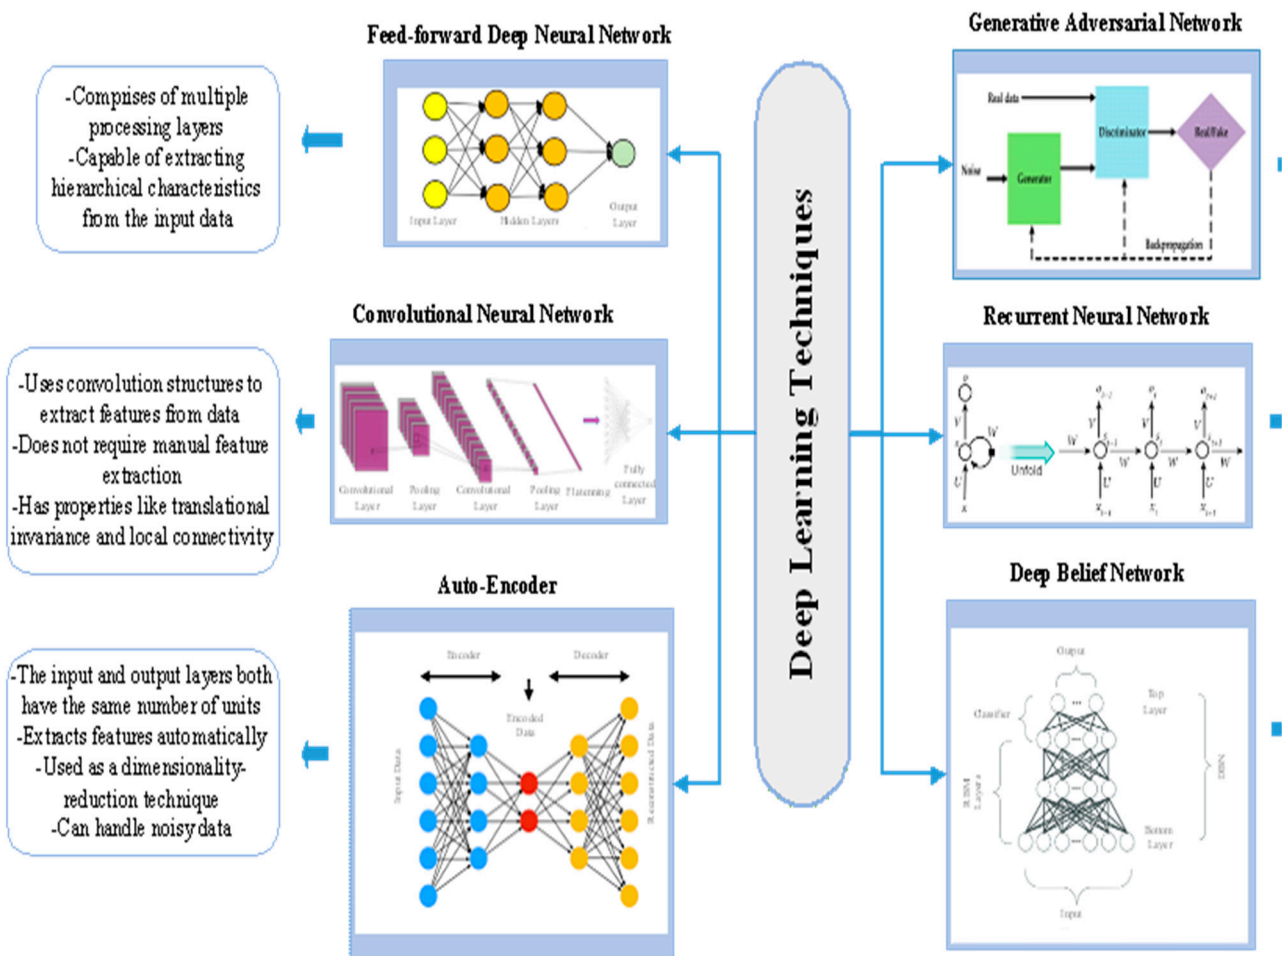 Feed-forward Deep Neural Network
-Comprises of multiple
processing layers
-Capable of extracting
hierarchical characteristics
from the input data
Input Layer
Hidden Layers
Output
Layer
Convolutional Neural Network
-Uses convolution structures to
extract features from data
-Does not require manual feature
extraction
-Has properties like translational
invariance and local connectivity
Convolutional
Layer
Pooling
Layer
Convolutional
Layer
Pooling
Layer
Flattening
Fully
connected
Layer
Auto-Encoder
-The input and output layers both
have the same number of units
-Extracts features automatically
-Used as a dimensionality-
reduction technique
-Can handle noisy data
Encoder
Decoder
Encoded
Data
Input Data
Reconstructed Data
Deep Learning Techniques
Generative Adversarial Network
Real data
Noise
Generator
Discriminator
Real/Fake
Backpropagation
Recurrent Neural Network
o
V
s
W
U
x
Unfold
W
o t-1
V
s t-1
W
U
x t-1
o t
V
s t
W
U
x t
o t+1
V
s t+1
W
U
x t+1
Deep Belief Network
Output
Classifier
Top
Layer
RBM
Layers
Bottom
Layer
Input